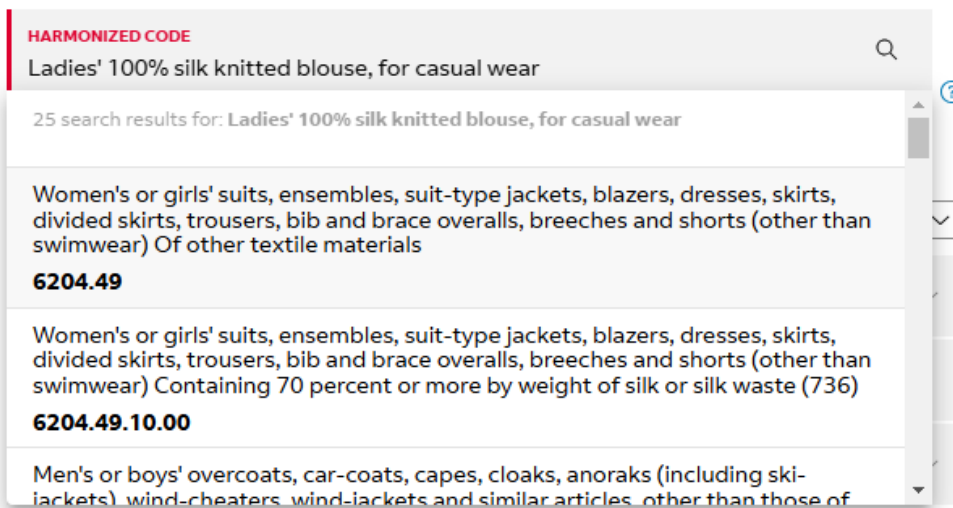 HARMONIZED CODE
Ladies' 100% silk knitted blouse, for casual wear
25 search results for: Ladies' 100% silk knitted blouse, for casual wear
Women's or girls' suits, ensembles, suit-type jackets, blazers, dresses, skirts,
divided skirts, trousers, bib and brace overalls, breeches and shorts (other than
swimwear) Of other textile materials
6204.49
Women's or girls' suits, ensembles, suit-type jackets, blazers, dresses, skirts,
divided skirts, trousers, bib and brace overalls, breeches and shorts (other than
swimwear) Containing 70 percent or more by weight of silk or silk waste (736)
6204.49.10.00
Men's or boys' overcoats, car-coats, capes, cloaks, anoraks (including ski-
jackets), wind-cheaters, wind-jackets and similar articles, other than those of